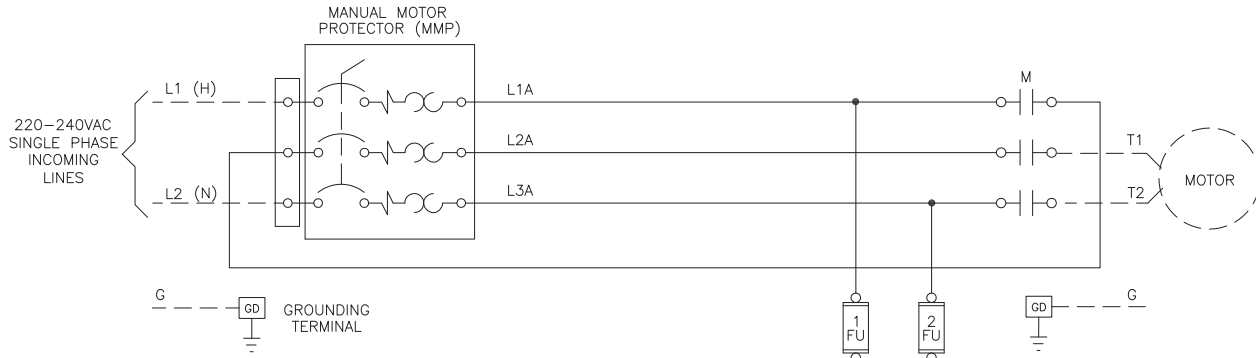 MANUAL MOTOR
PROTECTOR (MMP)
L1 (H)
L1A
M
220-240VAC
SINGLE PHASE
INCOMING
LINES
L2A
T1
MOTOR
L2 (N)
L3A
T2
G
GD
GROUNDING
TERMINAL
1
FU
2
FU
GD
G